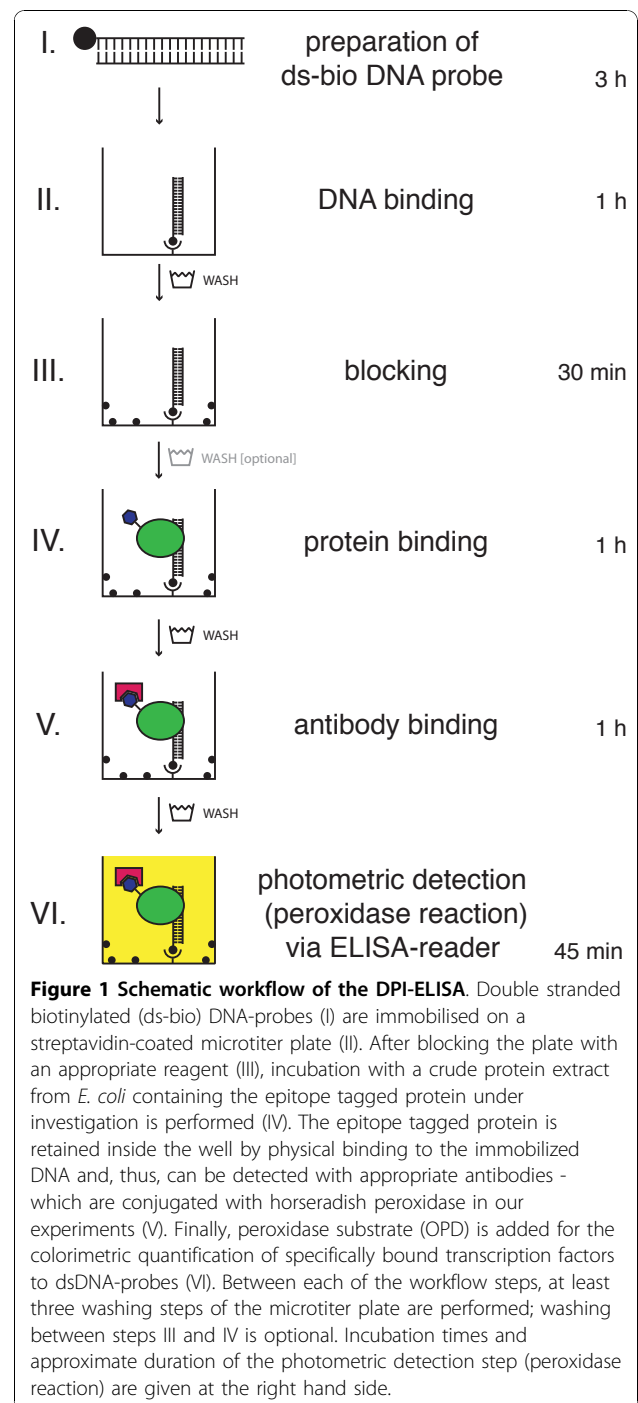 I.
preparation of
ds-bio DNA probe
3 h
II.
DNA binding
1 h
WASH
III.
blocking
30 min
WASH [optional]
IV.
protein binding
1 h
WASH
V.
antibody binding
1 h
WASH
VI.
photometric detection
(peroxidase reaction)
via ELISA-reader
45 min
Figure 1 Schematic workflow of the DPI-ELISA. Double stranded
biotinylated (ds-bio) DNA-probes (I) are immobilised on a
streptavidin-coated microtiter plate (II). After blocking the plate with
an appropriate reagent (III), incubation with a crude protein extract
from E. coli containing the epitope tagged protein under
investigation is performed (IV). The epitope tagged protein is
retained inside the well by physical binding to the immobilized
DNA and, thus, can be detected with appropriate antibodies -
which are conjugated with horseradish peroxidase in our
experiments (V). Finally, peroxidase substrate (OPD) is added for the
colorimetric quantification of specifically bound transcription factors
to dsDNA-probes (VI). Between each of the workflow steps, at least
three washing steps of the microtiter plate are performed; washing
between steps III and IV is optional. Incubation times and
approximate duration of the photometric detection step (peroxidase
reaction) are given at the right hand side.